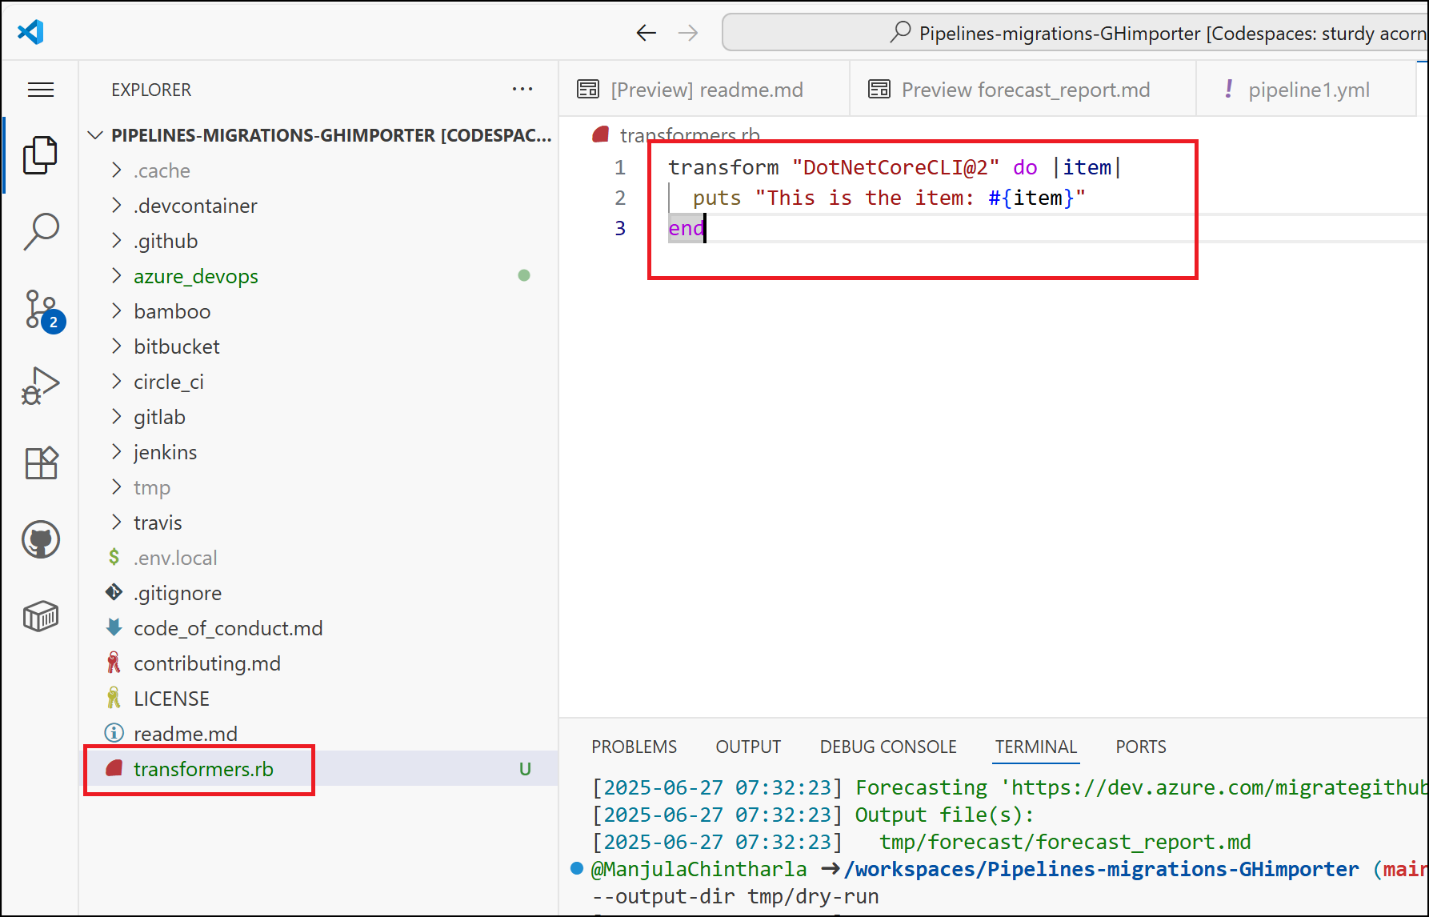 Pipelines-migrations-GHimporter [Codespaces: sturdy acorn
EXPLORER
PIPELINES-MIGRATIONS-GHIMPORTER [CODESPAC...
.cache
.devcontainer
.github
azure_devops
bamboo
bitbucket
circle_ci
gitlab
jenkins
tmp
travis
$ .env.local
.gitignore
code_of_conduct.md
contributing.md
LICENSE
readme.md
transformers.rb U
2
[Preview] readme.md
Preview forecast_report.md
! pipeline1.yml
transformers.rb
1 transform "DotNetCoreCLI@2" do |item|
2 puts "This is the item: #{item}"
3 end
PROBLEMS OUTPUT DEBUG CONSOLE TERMINAL PORTS
[2025-06-27 07:32:23] Forecasting 'https://dev.azure.com/migrategithub
[2025-06-27 07:32:23] Output file(s):
[2025-06-27 07:32:23] tmp/forecast/forecast_report.md
@ManjulaChintharla ➜/workspaces/Pipelines-migrations-GHimporter (main
--output-dir tmp/dry-run